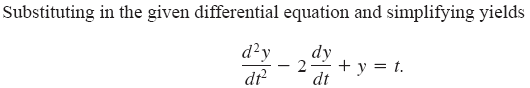 Substituting in the given differential equation and simplifying yields
d²y/dt² − 2 dy/dt + y = t.